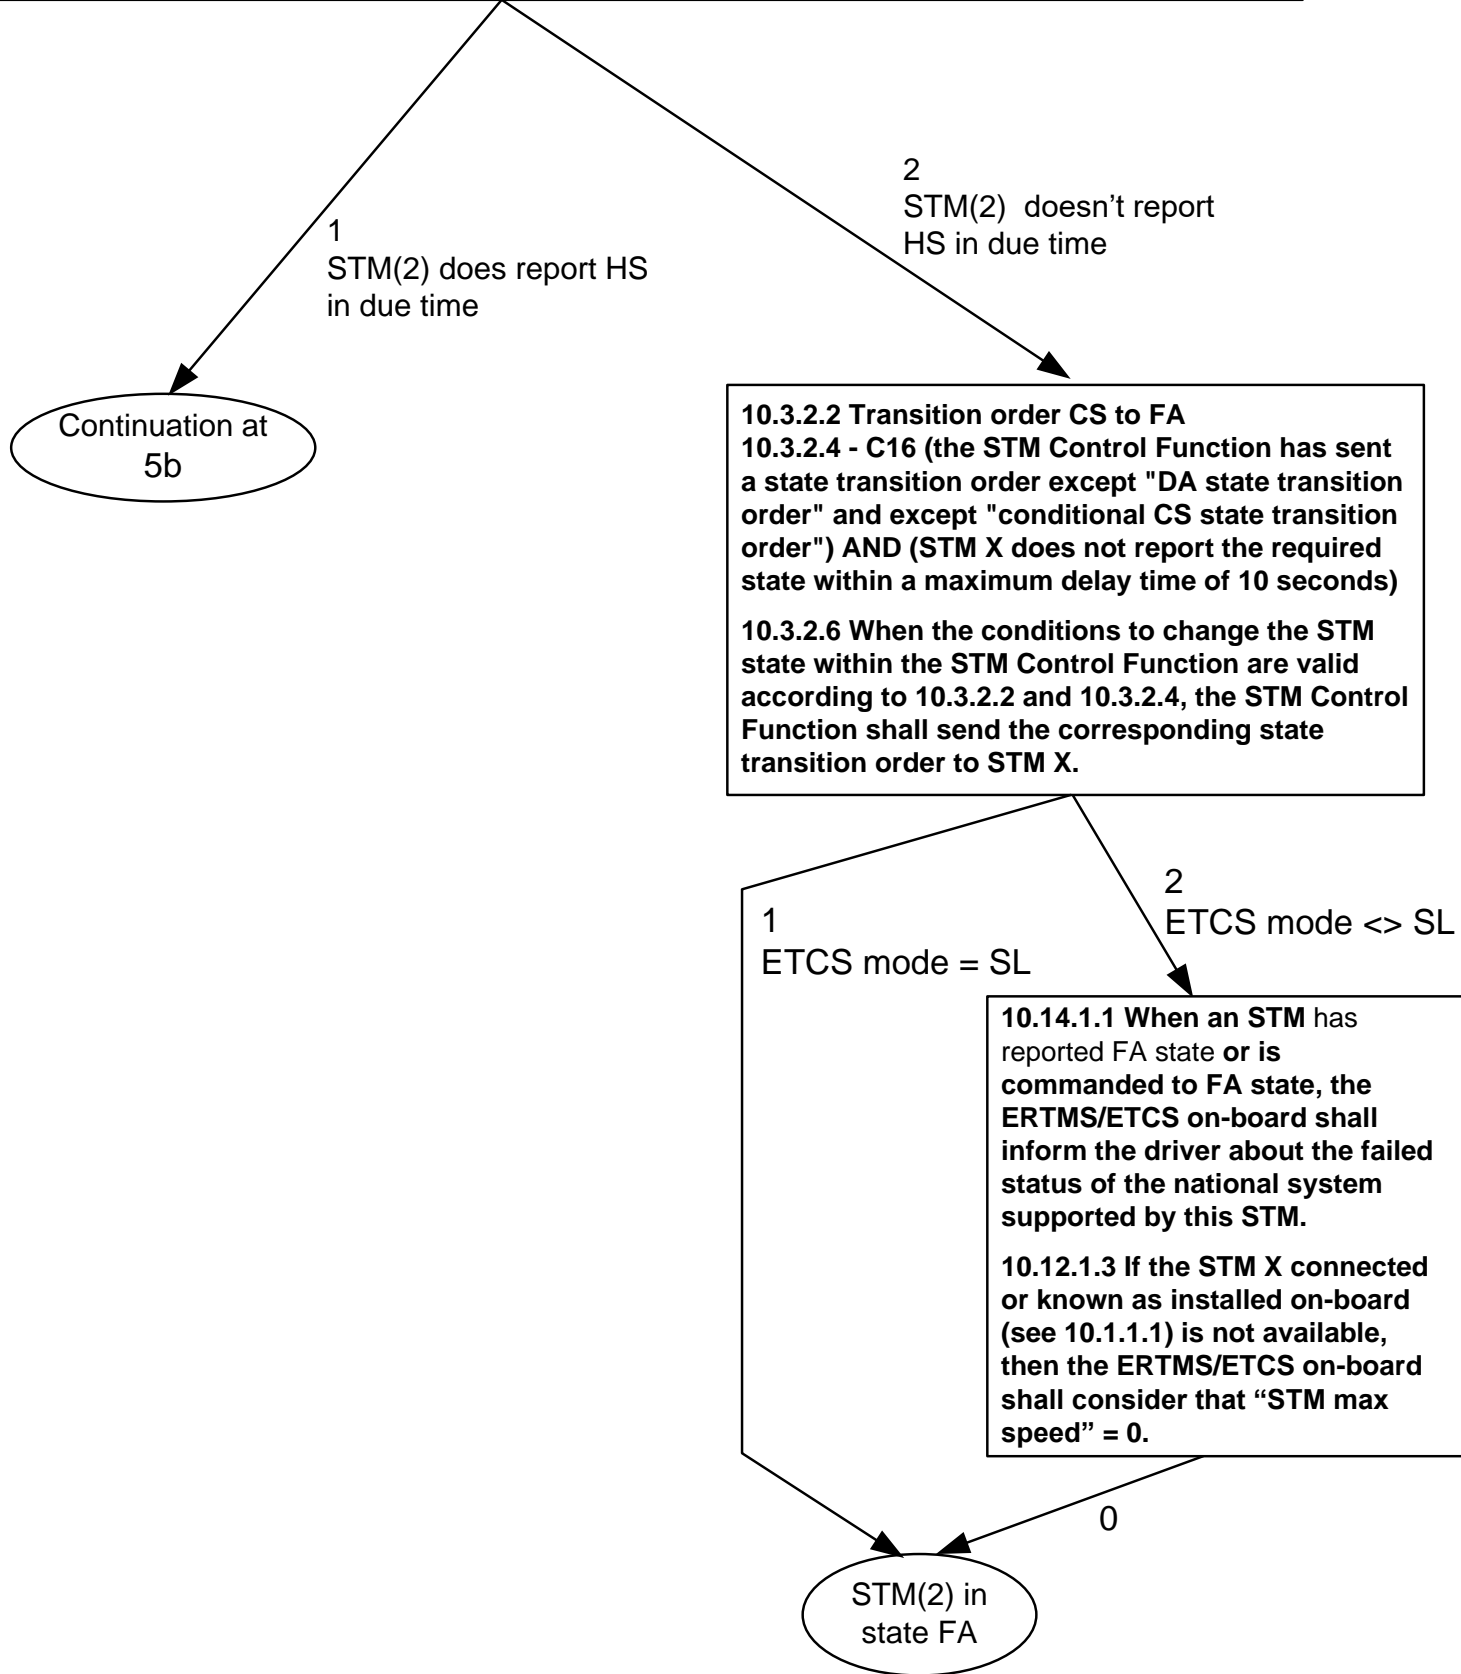 1
STM(2) does report HS
in due time
2
STM(2) doesn’t report
HS in due time
Continuation at
5b
10.3.2.2 Transition order CS to FA
10.3.2.4 - C16 (the STM Control Function has sent
a state transition order except "DA state transition
order" and except "conditional CS state transition
order") AND (STM X does not report the required
state within a maximum delay time of 10 seconds)
10.3.2.6 When the conditions to change the STM
state within the STM Control Function are valid
according to 10.3.2.2 and 10.3.2.4, the STM Control
Function shall send the corresponding state
transition order to STM X.
1
ETCS mode = SL
2
ETCS mode <> SL
10.14.1.1 When an STM has
reported FA state or is
commanded to FA state, the
ERTMS/ETCS on-board shall
inform the driver about the failed
status of the national system
supported by this STM.
10.12.1.3 If the STM X connected
or known as installed on-board
(see 10.1.1.1) is not available,
then the ERTMS/ETCS on-board
shall consider that “STM max
speed” = 0.
0
STM(2) in
state FA